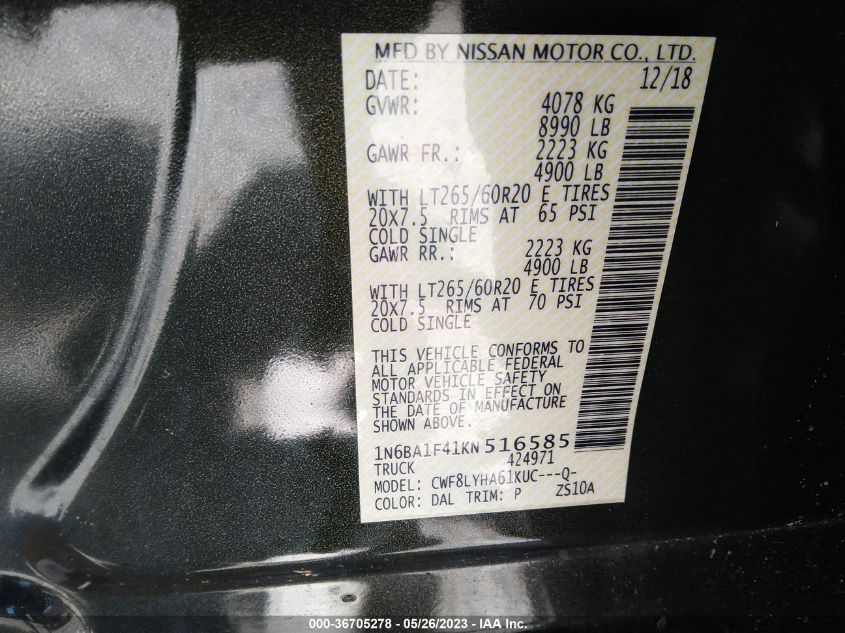 MFD BY NISSAN MOTOR CO., LTD.
DATE: 12/18
GVWR: 4078 KG
8990 LB
GAWR FR.: 2223 KG
4900 LB
WITH LT265/60R20 E TIRES
20X7.5 RIMS AT 65 PSI
COLD SINGLE
GAWR RR.: 2223 KG
4900 LB
WITH LT265/60R20 E TIRES
20X7.5 RIMS AT 70 PSI
COLD SINGLE
THIS VEHICLE CONFORMS TO
ALL APPLICABLE FEDERAL
MOTOR VEHICLE SAFETY
STANDARDS IN EFFECT ON
THE DATE OF MANUFACTURE
SHOWN ABOVE.
1N6BA1F41KN516585
TRUCK 424971
MODEL: CWF8LYHA61KUC---Q-
COLOR: DAL TRIM: P ZS10A
000-36705278 - 05/26/2023 - IAA Inc.